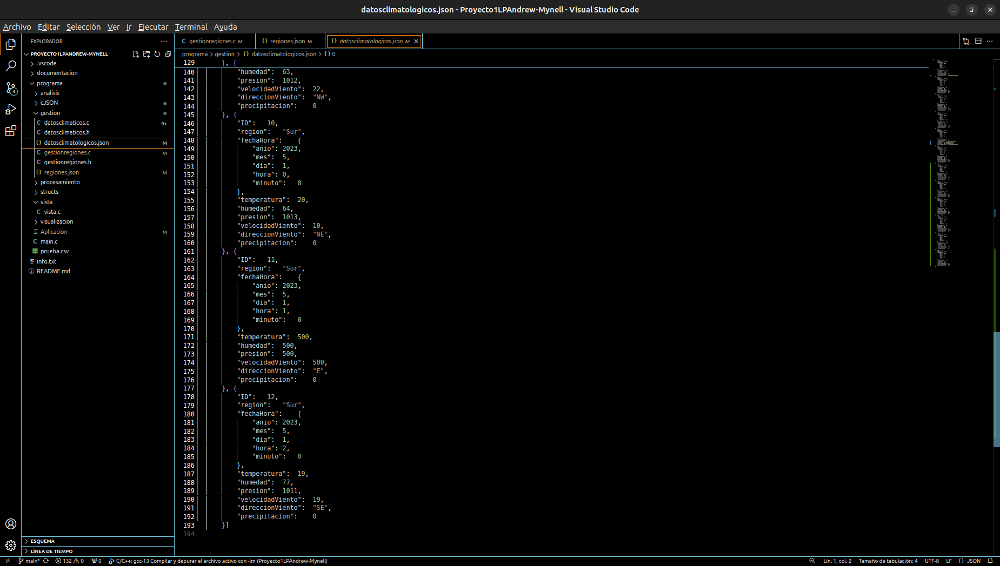 datosclimatologicos.json - Proyecto1LPAndrew-Mynell - Visual Studio Code
Archivo Editar Selección Ver Ir Ejecutar Terminal Ayuda
EXPLORADOR
PROYECTO1LPANDREW-MYNELL
.vscode
documentacion
programa
analisis
cJSON
gestion
datosclimaticos.c 9+
datosclimaticos.h
datosclimatologicos.json M
gestionregiones.c M
gestionregiones.h
regiones.json M
procesamiento
structs
vista
vista.c
visualizacion
Aplicacion M
main.c
prueba.csv
info.txt
README.md
ESQUEMA
LÍNEA DE TIEMPO
gestionregiones.c M regiones.json M datosclimatologicos.json M
programa > gestion > {} datosclimatologicos.json > {} 0
129 }, {
140 "humedad": 63,
141 "presion": 1012,
142 "velocidadViento": 22,
143 "direccionViento": "NW",
144 "precipitacion": 0
145 }, {
146 "ID": 10,
147 "region": "Sur",
148 "fechaHora": {
149 "anio": 2023,
150 "mes": 5,
151 "dia": 1,
152 "hora": 0,
153 "minuto": 0
154 },
155 "temperatura": 20,
156 "humedad": 64,
157 "presion": 1013,
158 "velocidadViento": 10,
159 "direccionViento": "NE",
160 "precipitacion": 0
161 }, {
162 "ID": 11,
163 "region": "Sur",
164 "fechaHora": {
165 "anio": 2023,
166 "mes": 5,
167 "dia": 1,
168 "hora": 1,
169 "minuto": 0
170 },
171 "temperatura": 500,
172 "humedad": 500,
173 "presion": 500,
174 "velocidadViento": 500,
175 "direccionViento": "E",
176 "precipitacion": 0
177 }, {
178 "ID": 12,
179 "region": "Sur",
180 "fechaHora": {
181 "anio": 2023,
182 "mes": 5,
183 "dia": 1,
184 "hora": 2,
185 "minuto": 0
186 },
187 "temperatura": 19,
188 "humedad": 77,
189 "presion": 1011,
190 "velocidadViento": 19,
191 "direccionViento": "SE",
192 "precipitacion": 0
193 }]
194
main* 132 0 0 C/C++: gcc-13 Compilar y depurar el archivo activo con -lm (Proyecto1LPAndrew-Mynell) Lín. 1, col. 2 Tamaño de tabulación: 4 UTF-8 LF {} JSON